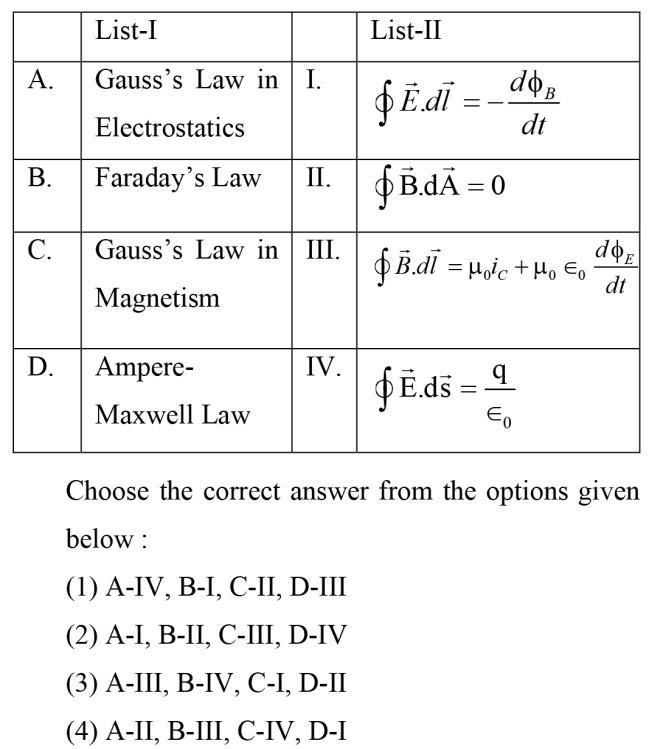 List-I List-II
A. Gauss’s Law in Electrostatics I. ∮ E⃗.dl⃗ = − dϕ_B/dt
B. Faraday’s Law II. ∮ B⃗.dA⃗ = 0
C. Gauss’s Law in Magnetism III. ∮ B⃗.dl⃗ = μ₀i_C + μ₀ ∈₀ dϕ_E/dt
D. Ampere-Maxwell Law IV. ∮ E⃗.ds⃗ = q/∈₀
Choose the correct answer from the options given
below :
(1) A-IV, B-I, C-II, D-III
(2) A-I, B-II, C-III, D-IV
(3) A-III, B-IV, C-I, D-II
(4) A-II, B-III, C-IV, D-I